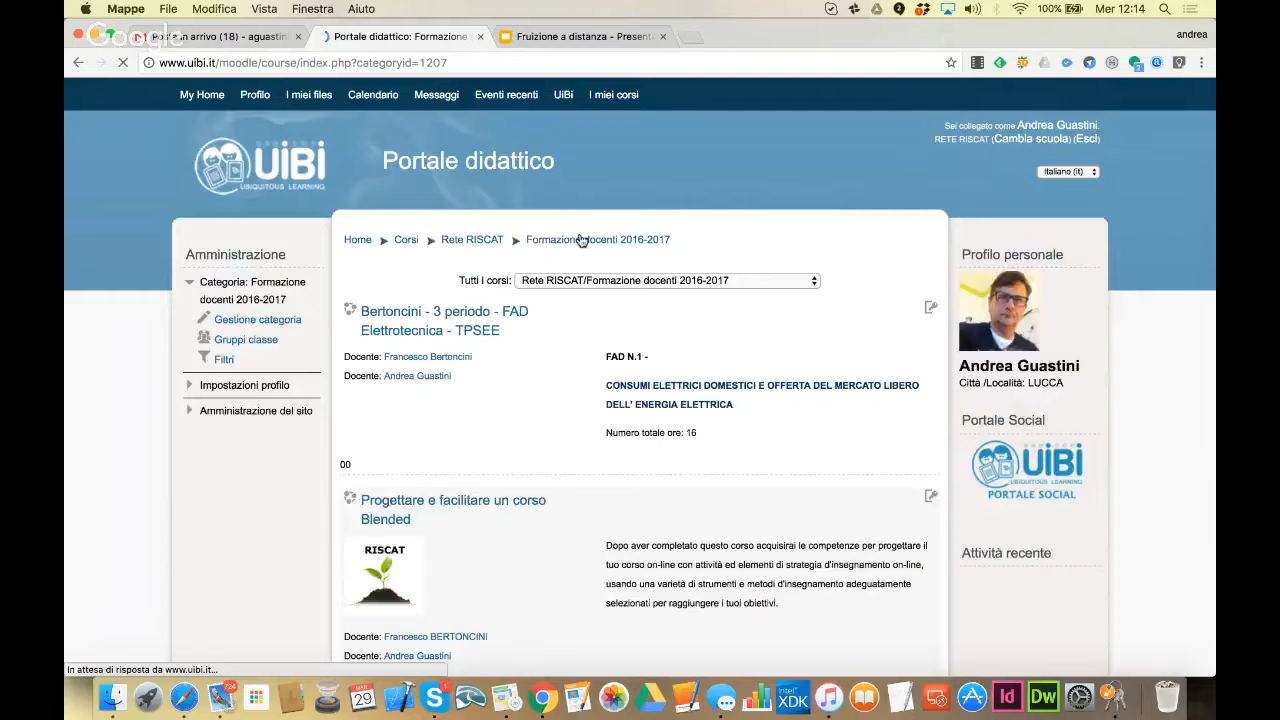 Mappe File Modifica Vista Finestra Aiuto 100% Mer 12:14
Google
Posta in arrivo (18) - aguastini
Portale didattico: Formazione
Fruizione a distanza - Present
andrea
www.uibi.it/moodle/course/index.php?categoryid=1207
2
My Home Profilo I miei files Calendario Messaggi Eventi recenti UiBi I miei corsi
Sei collegato come Andrea Guastini.
RETE RISCAT (Cambia scuola) (Esci)
UiBi
UBIQUITOUS LEARNING
Portale didattico
Italiano (it)
Home Corsi Rete RISCAT Formazione docenti 2016-2017
Tutti i corsi: Rete RISCAT/Formazione docenti 2016-2017
Amministrazione
Categoria: Formazione
docenti 2016-2017
Gestione categoria
Gruppi classe
Filtri
Impostazioni profilo
Amministrazione del sito
Bertoncini - 3 periodo - FAD
Elettrotecnica - TPSEE
Docente: Francesco Bertoncini
Docente: Andrea Guastini
FAD N.1 -
CONSUMI ELETTRICI DOMESTICI E OFFERTA DEL MERCATO LIBERO
DELL' ENERGIA ELETTRICA
Numero totale ore: 16
00
Progettare e facilitare un corso
Blended
RISCAT
Dopo aver completato questo corso acquisirai le competenze per progettare il
tuo corso on-line con attività ed elementi di strategia d'insegnamento on-line,
usando una varietà di strumenti e metodi d'insegnamento adeguatamente
selezionati per raggiungere i tuoi obiettivi.
Docente: Francesco BERTONCINI
Docente: Andrea Guastini
Profilo personale
Andrea Guastini
Città /Località: LUCCA
Portale Social
UiBi
PORTALE SOCIAL
Attività recente
In attesa di risposta da www.uibi.it...
724
29
intel
XDK
Id
Dw